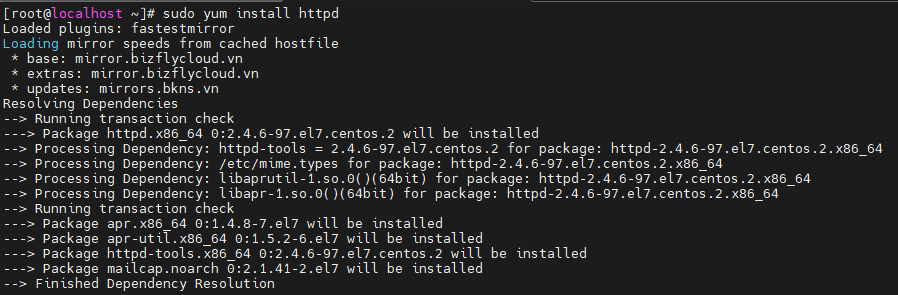 [root@localhost ~]# sudo yum install httpd
Loaded plugins: fastestmirror
Loading mirror speeds from cached hostfile
 * base: mirror.bizflycloud.vn
 * extras: mirror.bizflycloud.vn
 * updates: mirrors.bkns.vn
Resolving Dependencies
--> Running transaction check
---> Package httpd.x86_64 0:2.4.6-97.el7.centos.2 will be installed
--> Processing Dependency: httpd-tools = 2.4.6-97.el7.centos.2 for package: httpd-2.4.6-97.el7.centos.2.x86_64
--> Processing Dependency: /etc/mime.types for package: httpd-2.4.6-97.el7.centos.2.x86_64
--> Processing Dependency: libaprutil-1.so.0()(64bit) for package: httpd-2.4.6-97.el7.centos.2.x86_64
--> Processing Dependency: libapr-1.so.0()(64bit) for package: httpd-2.4.6-97.el7.centos.2.x86_64
--> Running transaction check
---> Package apr.x86_64 0:1.4.8-7.el7 will be installed
---> Package apr-util.x86_64 0:1.5.2-6.el7 will be installed
---> Package httpd-tools.x86_64 0:2.4.6-97.el7.centos.2 will be installed
---> Package mailcap.noarch 0:2.1.41-2.el7 will be installed
--> Finished Dependency Resolution